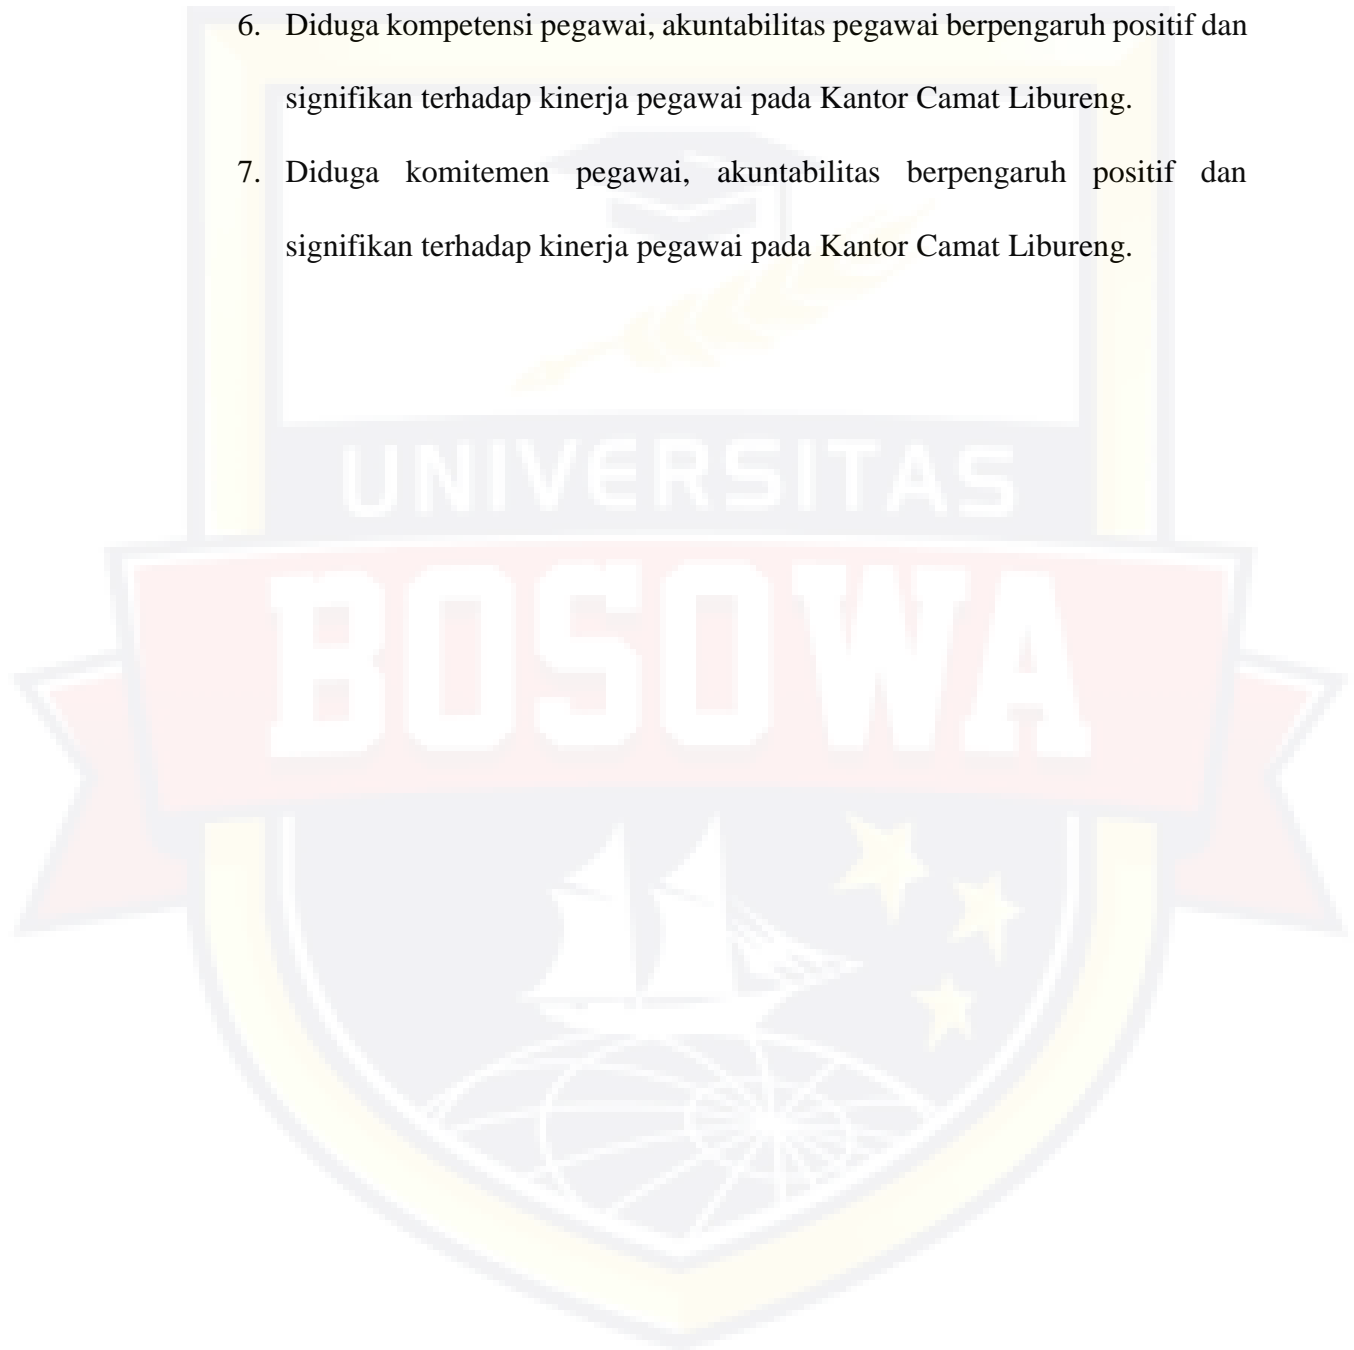 6. Diduga kompetensi pegawai, akuntabilitas pegawai berpengaruh positif dan
signifikan terhadap kinerja pegawai pada Kantor Camat Libureng.
7. Diduga komitemen pegawai, akuntabilitas berpengaruh positif dan
signifikan terhadap kinerja pegawai pada Kantor Camat Libureng.
UNIVERSITAS
BOSOWA